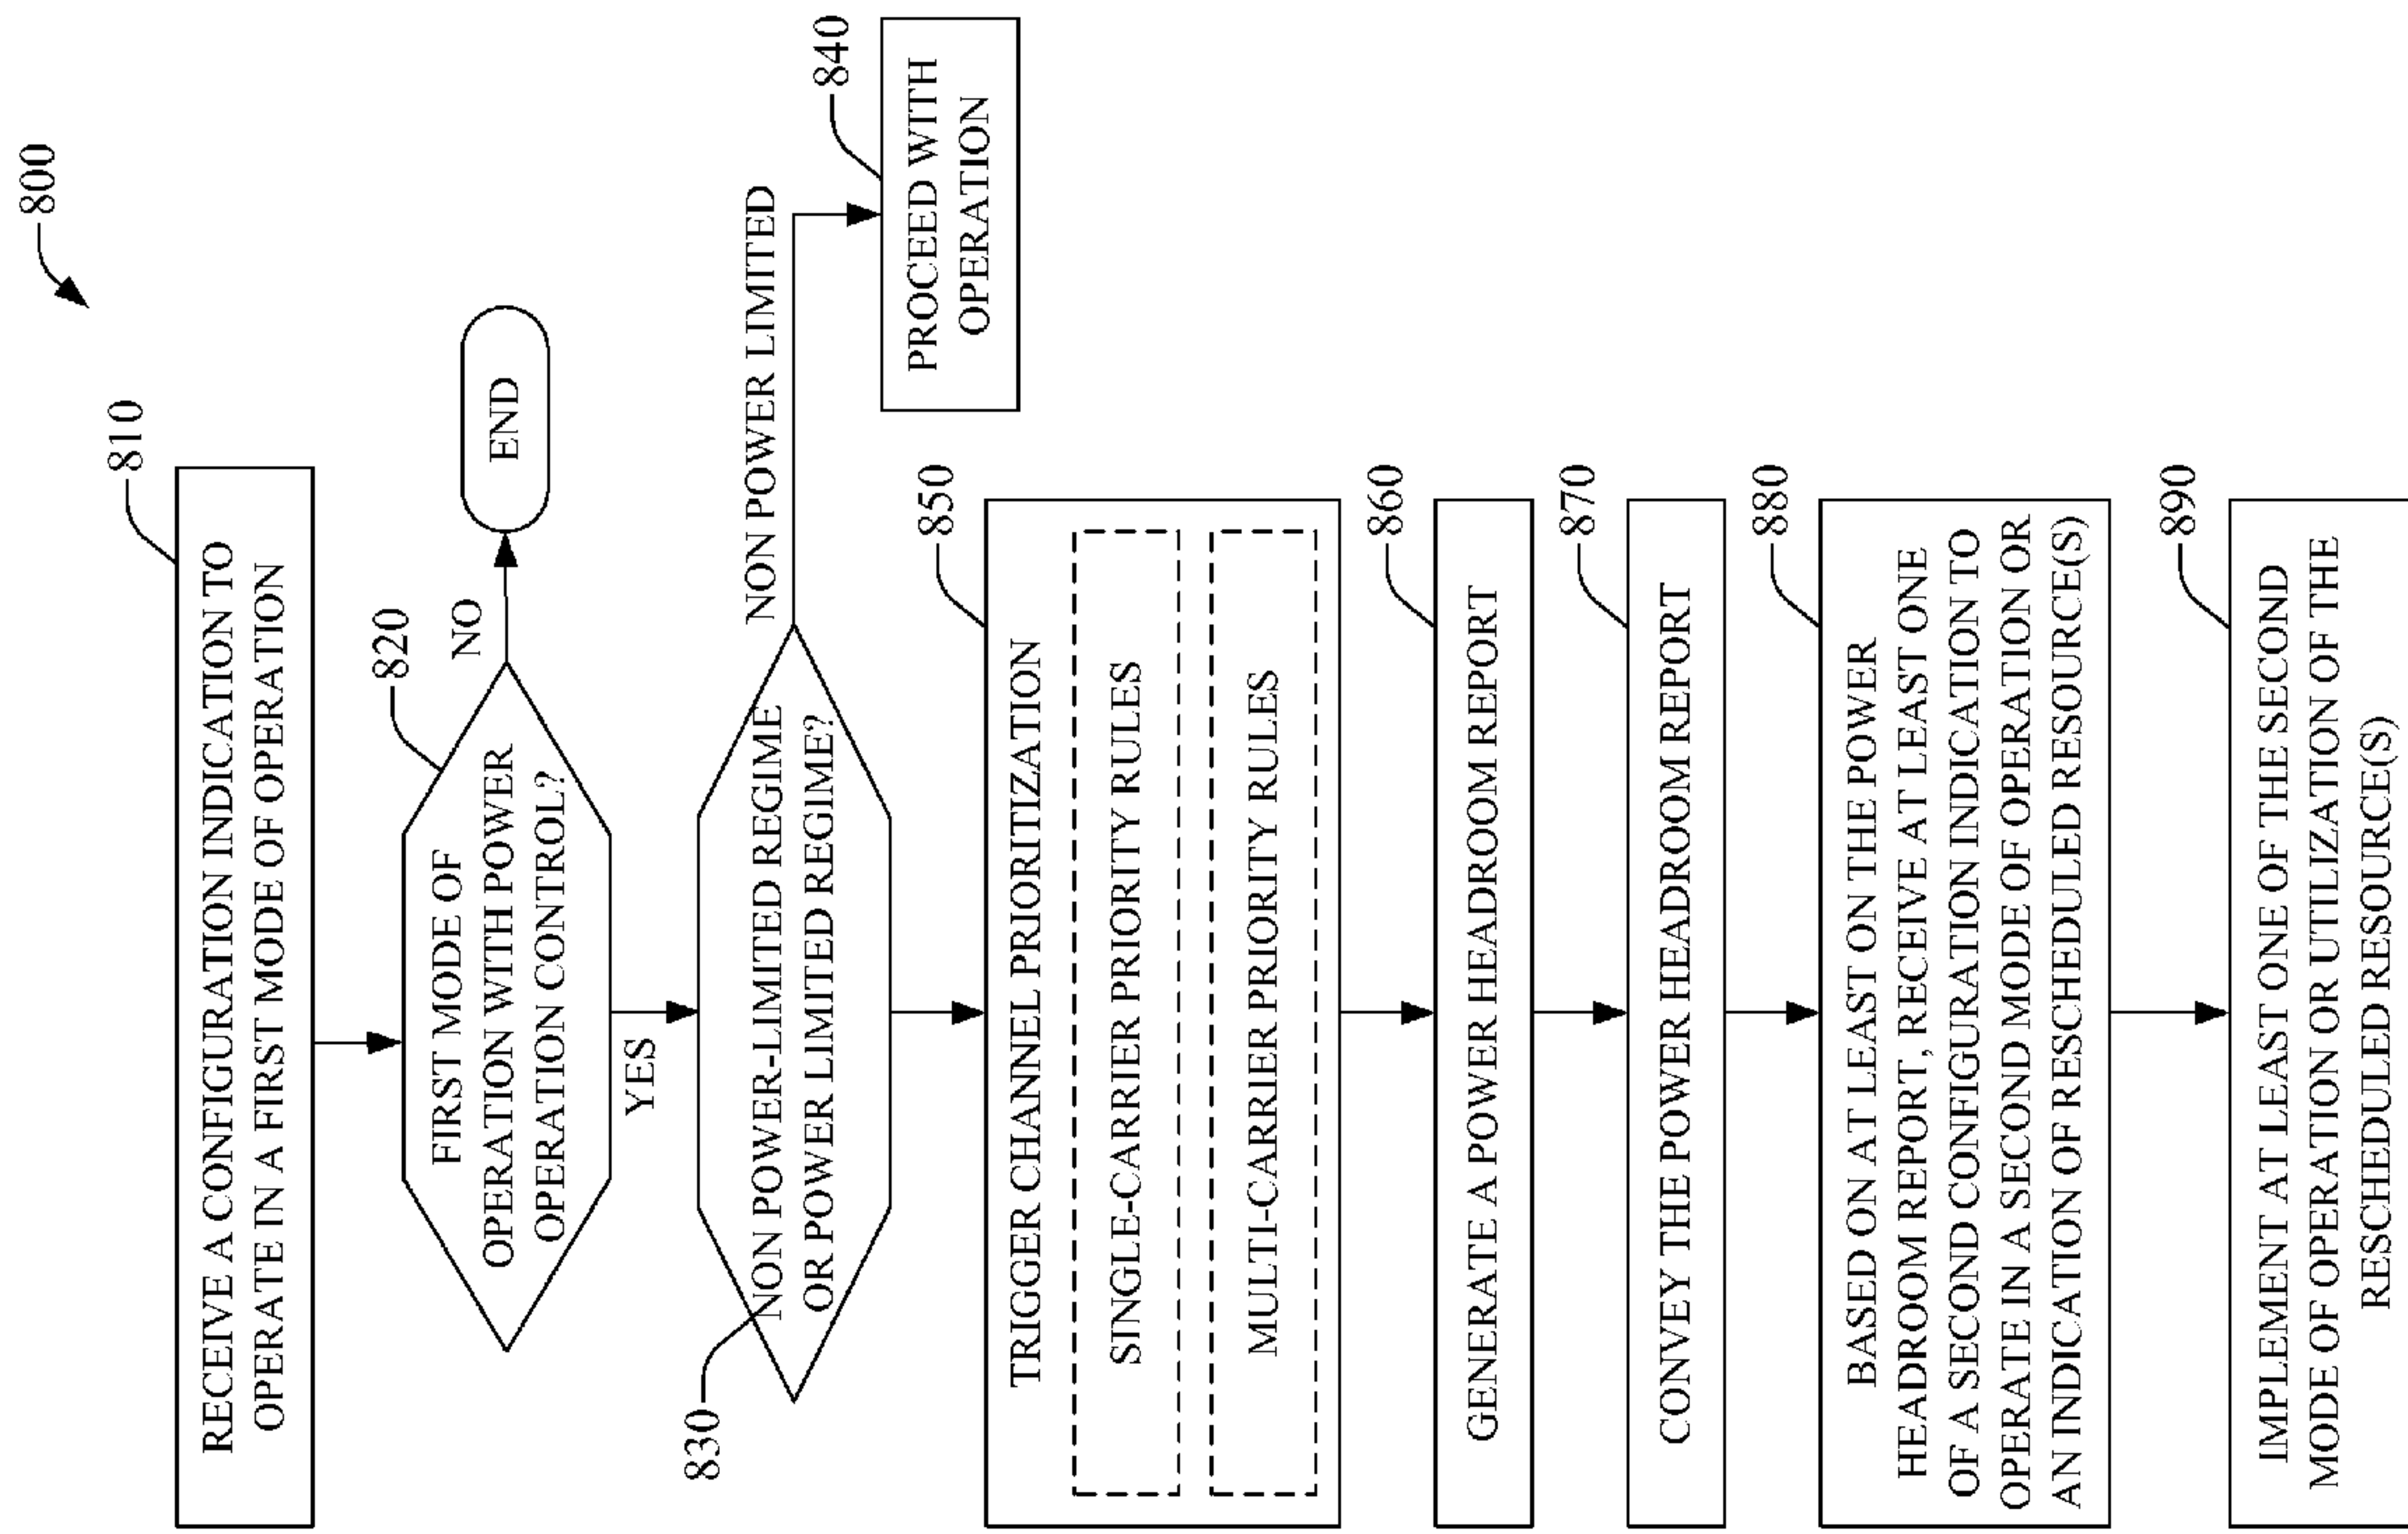 800
810
RECEIVE A CONFIGURATION INDICATION TO
OPERATE IN A FIRST MODE OF OPERATION
820
FIRST MODE OF
OPERATION WITH POWER
OPERATION CONTROL?
NO
END
YES
830
NON POWER-LIMITED REGIME
OR POWER LIMITED REGIME?
NON POWER LIMITED
840
PROCEED WITH
OPERATION
850
TRIGGER CHANNEL PRIORITIZATION
SINGLE-CARRIER PRIORITY RULES
MULTI-CARRIER PRIORITY RULES
860
GENERATE A POWER HEADROOM REPORT
870
CONVEY THE POWER HEADROOM REPORT
880
BASED ON AT LEAST ON THE POWER
HEADROOM REPORT, RECEIVE AT LEAST ONE
OF A SECOND CONFIGURATION INDICATION TO
OPERATE IN A SECOND MODE OF OPERATION OR
AN INDICATION OF RESCHEDULED RESOURCE(S)
890
IMPLEMENT AT LEAST ONE OF THE SECOND
MODE OF OPERATION OR UTILIZATION OF THE
RESCHEDULED RESOURCE(S)